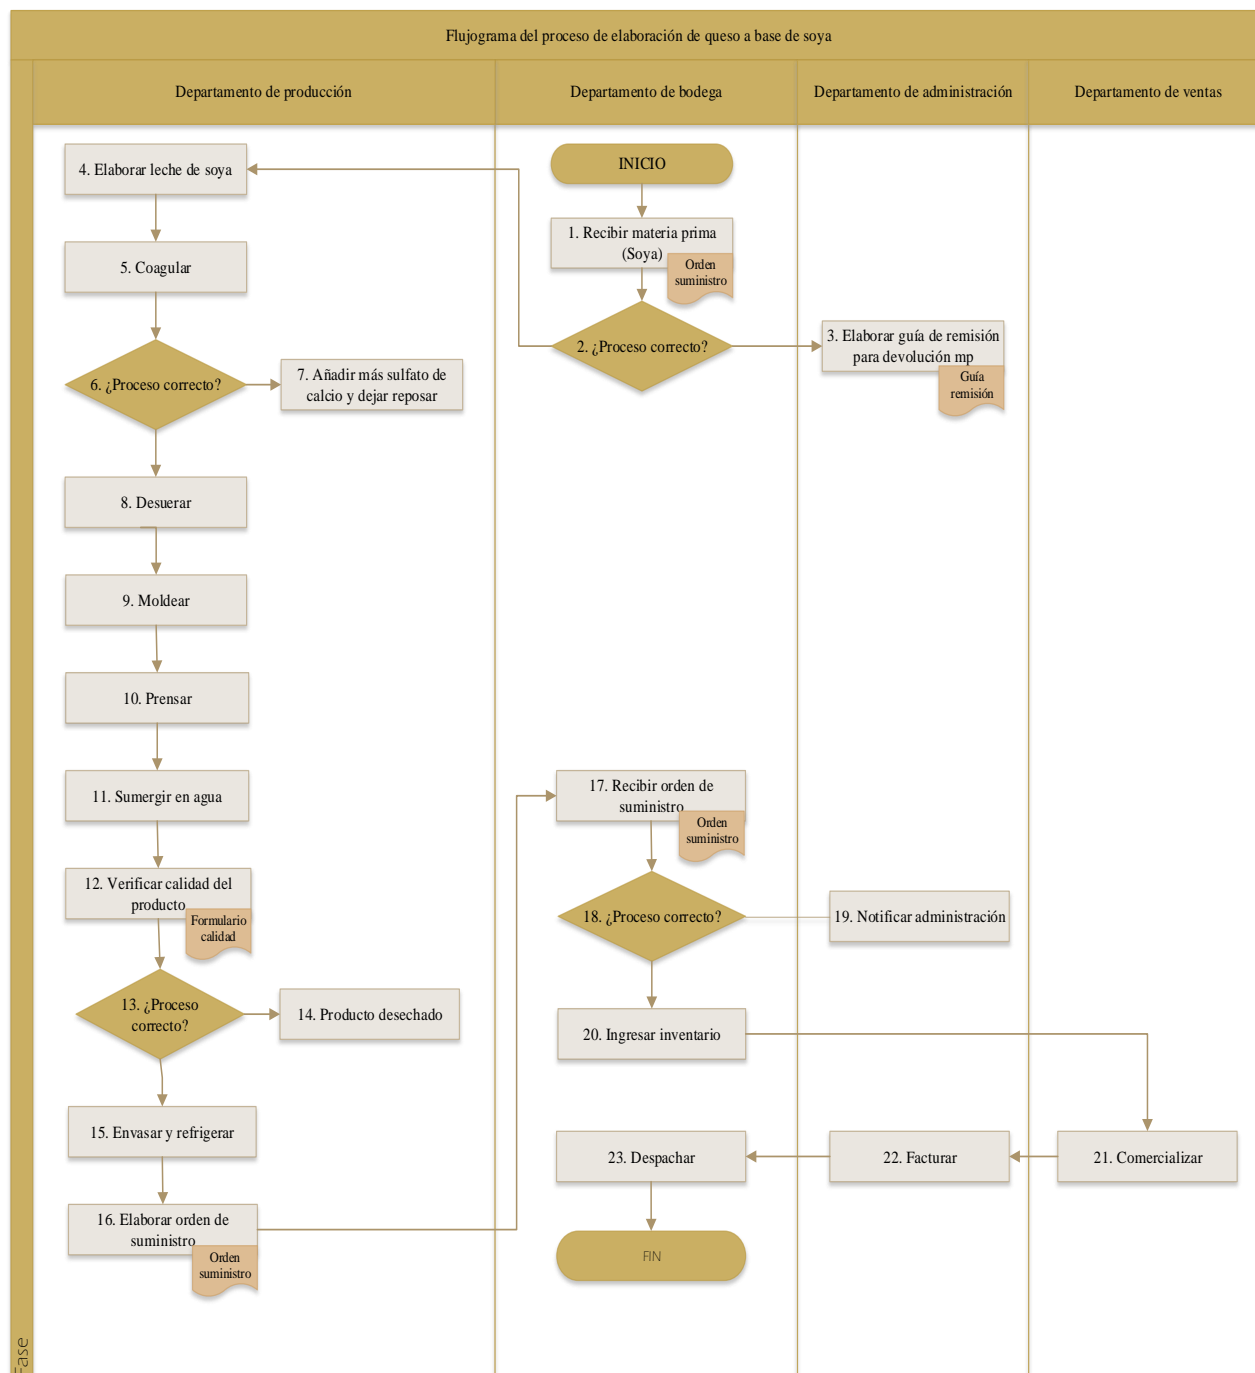 Flujograma del proceso de elaboración de queso a base de soya
Departamento de producción
Departamento de bodega
Departamento de administración
Departamento de ventas
INICIO
1. Recibir materia prima
(Soya)
Orden
suministro
2. ¿Proceso correcto?
3. Elaborar guía de remisión
para devolución mp
Guía
remisión
4. Elaborar leche de soya
5. Coagular
6. ¿Proceso correcto?
7. Añadir más sulfato de
calcio y dejar reposar
8. Desuerar
9. Moldear
10. Prensar
11. Sumergir en agua
12. Verificar calidad del
producto
Formulario
calidad
13. ¿Proceso
correcto?
14. Producto desechado
15. Envasar y refrigerar
16. Elaborar orden de
suministro
Orden
suministro
17. Recibir orden de
suministro
Orden
suministro
18. ¿Proceso correcto?
19. Notificar administración
20. Ingresar inventario
21. Comercializar
22. Facturar
23. Despachar
FIN
Fase